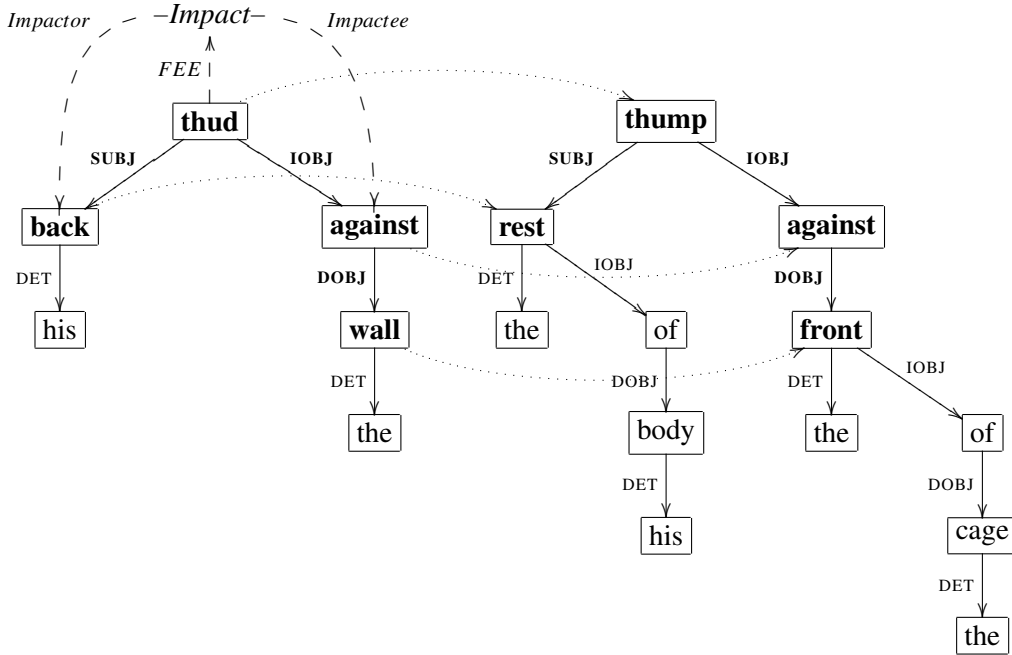 Impactor –Impact– Impactee
FEE
thud thump
SUBJ IOBJ SUBJ IOBJ
back against rest against
DET DOBJ DET IOBJ DOBJ
his wall the of front
DET DOBJ DET IOBJ
the body the of
DET DOBJ
his cage
DET
the